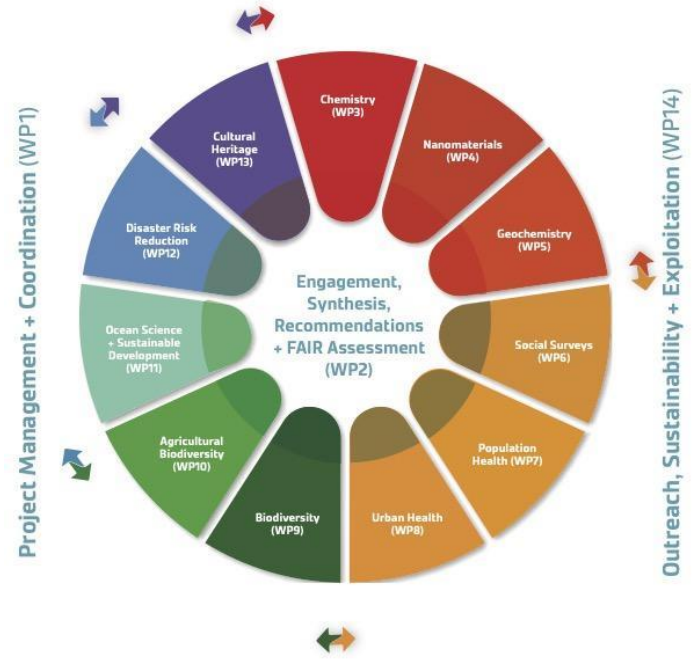 Project Management + Coordination (WP1)
Chemistry
(WP3)
Nanomaterials
(WP4)
Geochemistry
(WP5)
Social Surveys
(WP6)
Population
Health (WP7)
Urban Health
(WP8)
Biodiversity
(WP9)
Agricultural
Biodiversity
(WP10)
Ocean Science
+ Sustainable
Development
(WP11)
Disaster Risk
Reduction
(WP12)
Cultural
Heritage
(WP13)
Engagement,
Synthesis,
Recommendations
+ FAIR Assessment
(WP2)
Outreach, Sustainability + Exploitation (WP14)